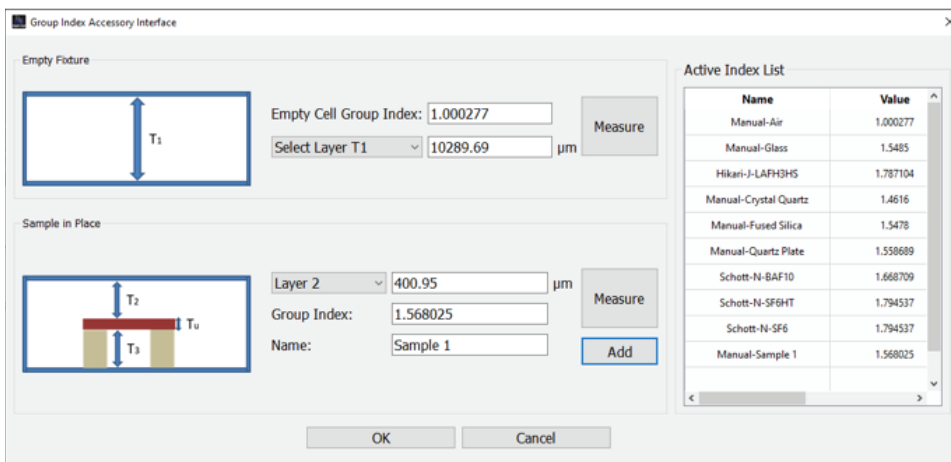 Group Index Accessory Interface
Empty Fixture
T1
Empty Cell Group Index: 1.000277
Select Layer T1 10289.69 µm
Measure
Sample in Place
T2
Tu
T3
Layer 2 400.95 µm
Group Index: 1.568025
Name: Sample 1
Measure
Add
Active Index List
Name Value
Manual-Air 1.000277
Manual-Glass 1.5485
Hikari-J-LAFH3HS 1.787104
Manual-Crystal Quartz 1.4616
Manual-Fused Silica 1.5478
Manual-Quartz Plate 1.558689
Schott-N-BAF10 1.668709
Schott-N-SF6HT 1.794537
Schott-N-SF6 1.794537
Manual-Sample 1 1.568025
OK Cancel